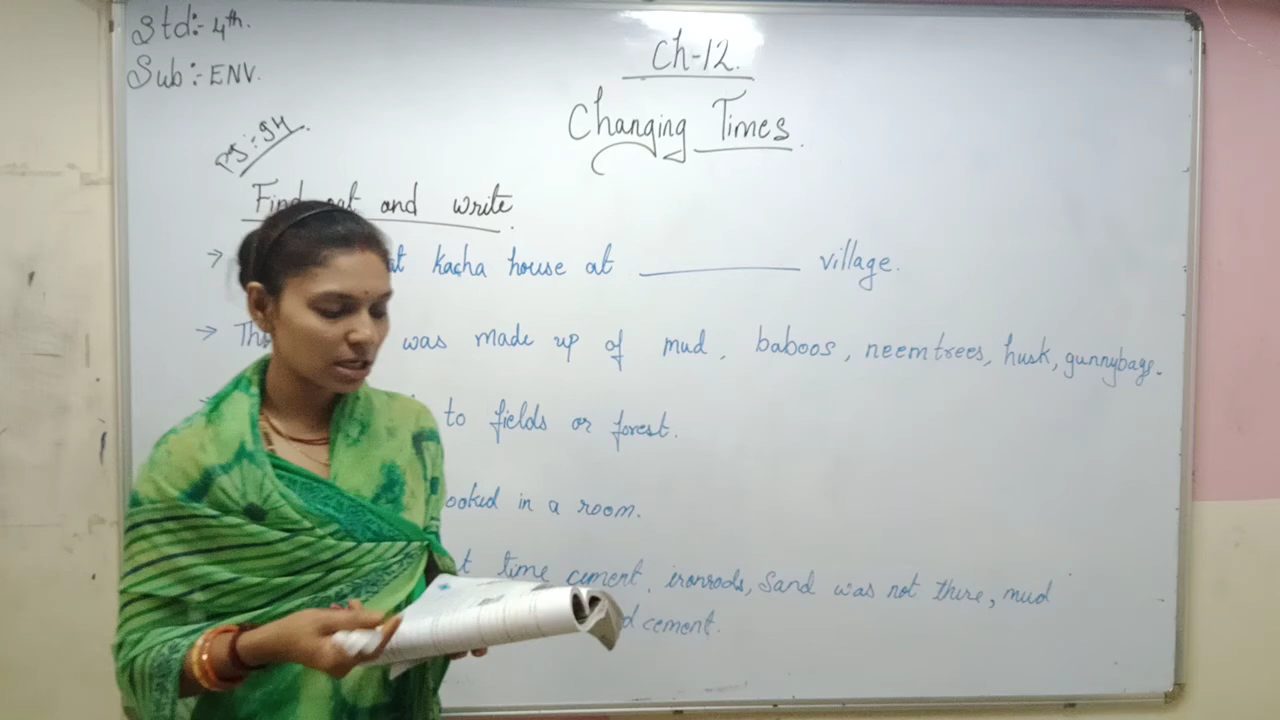 Std:- 4th.
Sub:- ENV.
Ch-12.
Changing Times.
Pg:-94.
Find out and write.
→ at kacha house at __________ village.
→ was made up of mud, baboos, neemtrees, husk, gunnybags.
to fields or forest.
ooked in a room.
t time cement, ironrods, Sand was not there, mud
d cement.